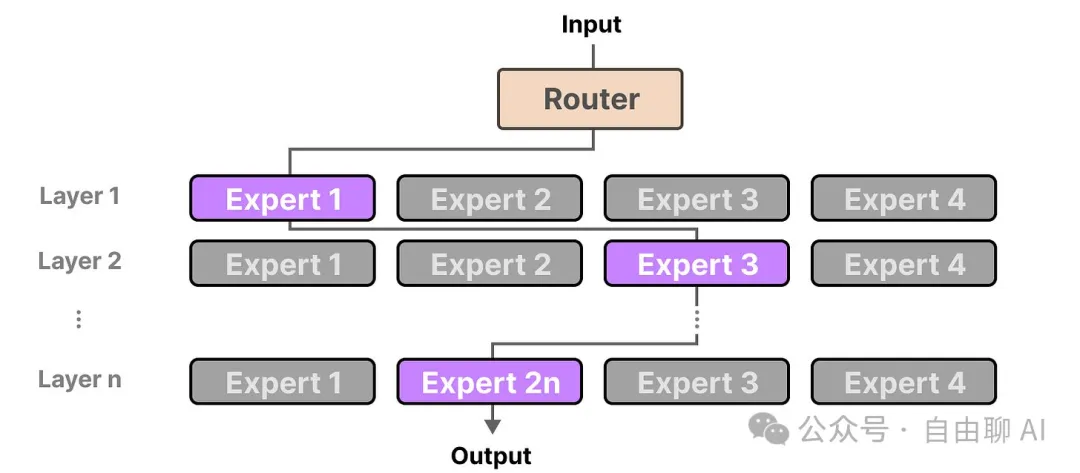 Input
Router
Layer 1 Expert 1 Expert 2 Expert 3 Expert 4
Layer 2 Expert 1 Expert 2 Expert 3 Expert 4
Layer n Expert 1 Expert 2n Expert 3 Expert 4
Output
公众号 · 自由聊 AI